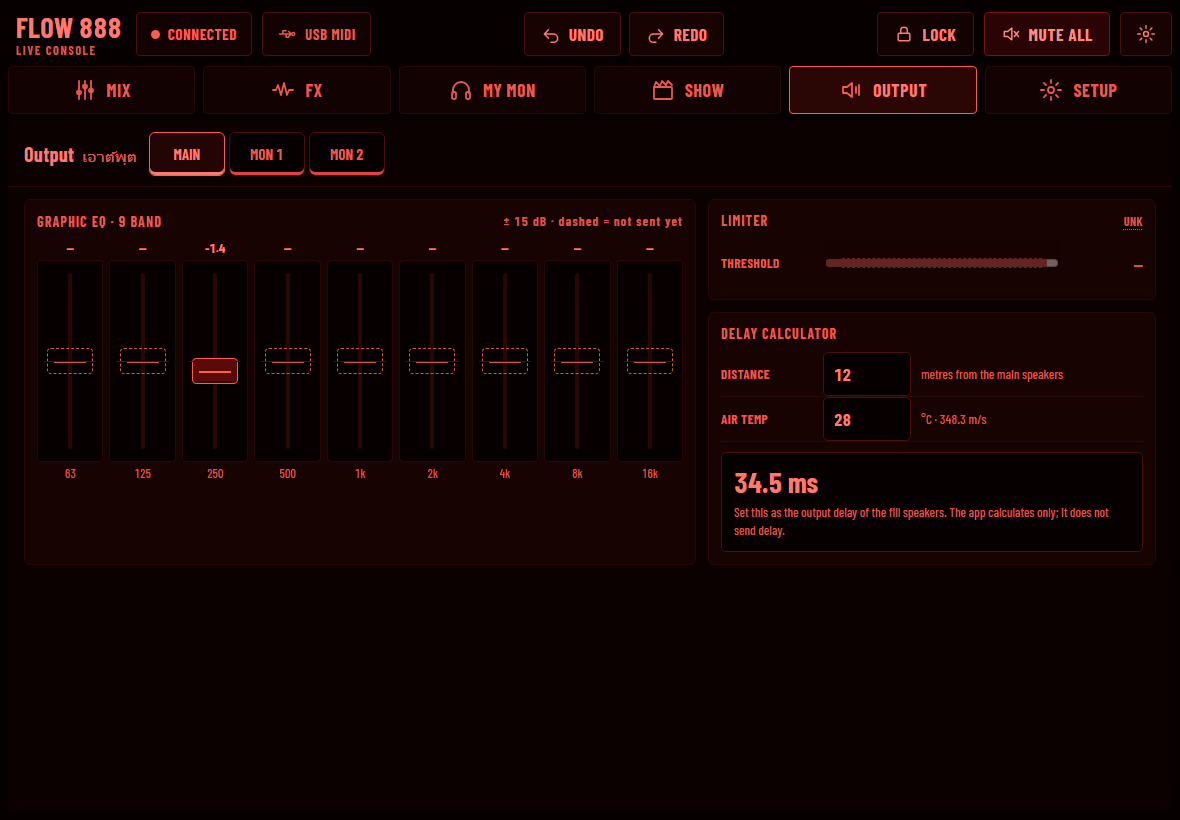 FLOW 888
LIVE CONSOLE
CONNECTED
USB MIDI
UNDO
REDO
LOCK
MUTE ALL
MIX
FX
MY MON
SHOW
OUTPUT
SETUP
Output เอาต์พุต
MAIN
MON 1
MON 2
GRAPHIC EQ · 9 BAND
± 15 dB · dashed = not sent yet
– – -1.4 – – – – – –
63 125 250 500 1k 2k 4k 8k 16k
LIMITER
UNK
THRESHOLD –
DELAY CALCULATOR
DISTANCE 12 metres from the main speakers
AIR TEMP 28 °C · 348.3 m/s
34.5 ms
Set this as the output delay of the fill speakers. The app calculates only; it does not
send delay.